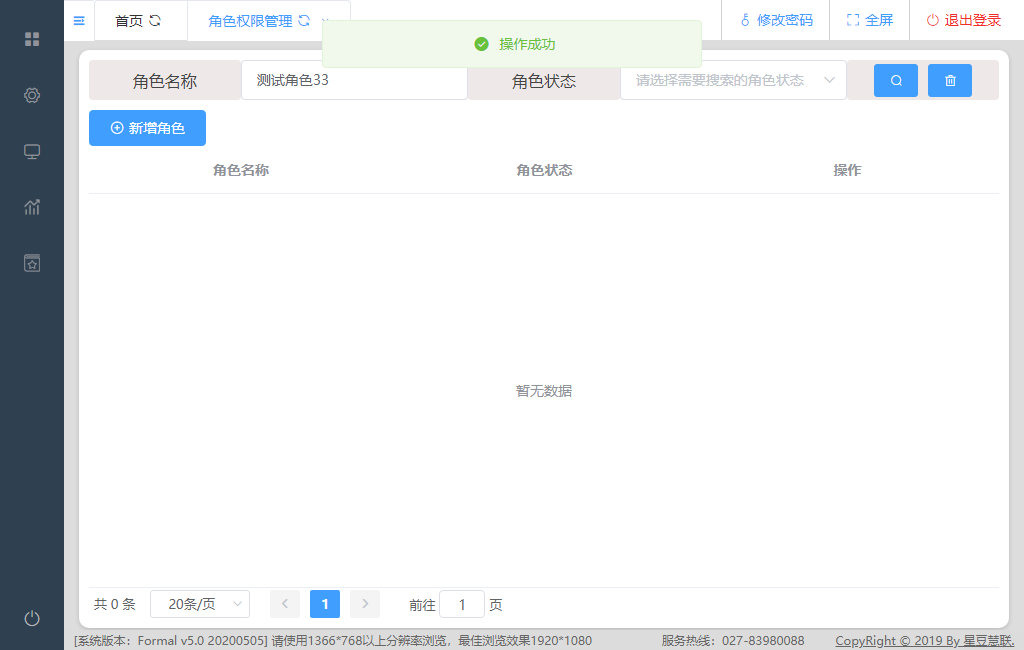 首页
角色权限管理
修改密码
全屏
退出登录
操作成功
角色名称
测试角色33
角色状态
请选择需要搜索的角色状态
新增角色
角色名称
角色状态
操作
暂无数据
共 0 条
20条/页
1
前往
1
页
[系统版本：Formal v5.0 20200505] 请使用1366*768以上分辨率浏览，最佳浏览效果1920*1080
服务热线：027-83980088
CopyRight © 2019 By 星豆慧联.